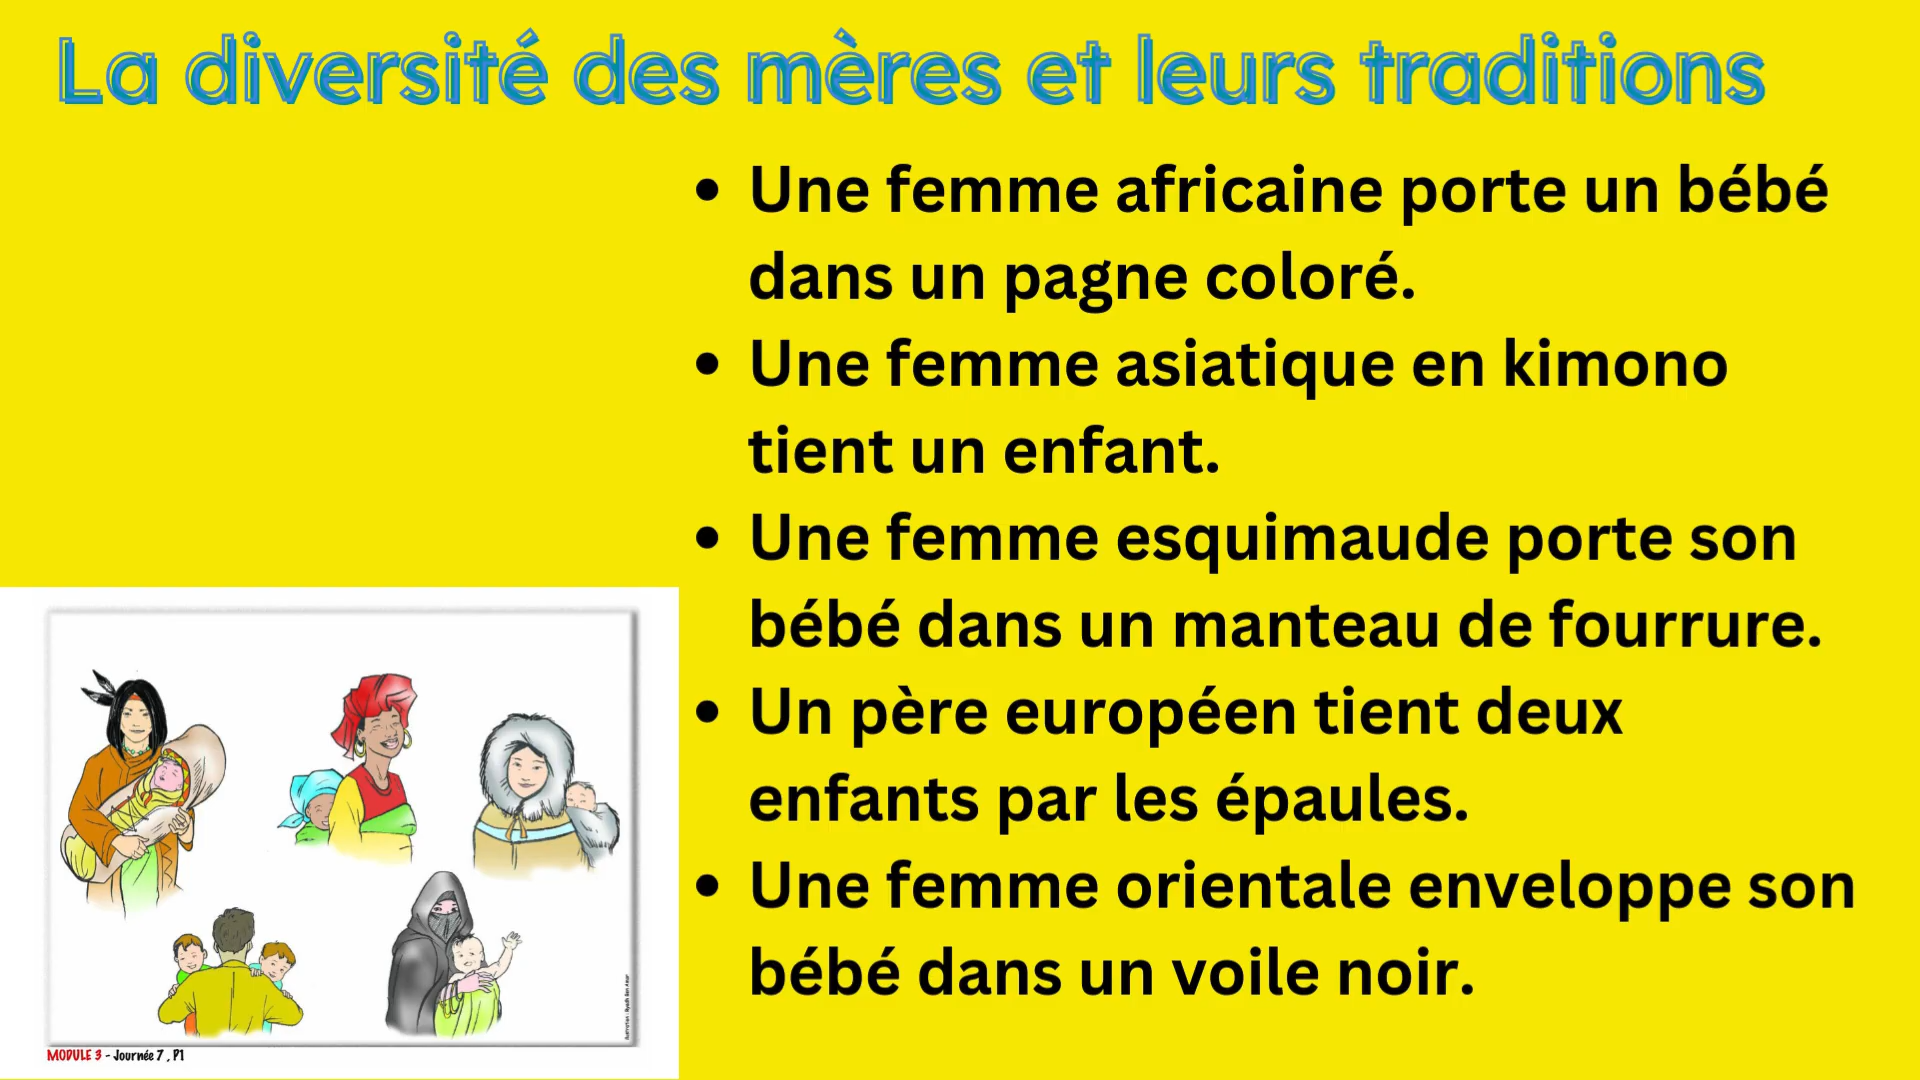 La diversité des mères et leurs traditions
• Une femme africaine porte un bébé
dans un pagne coloré.
• Une femme asiatique en kimono
tient un enfant.
• Une femme esquimaude porte son
bébé dans un manteau de fourrure.
• Un père européen tient deux
enfants par les épaules.
• Une femme orientale enveloppe son
bébé dans un voile noir.
MODULE 3 - Journée 7 , P1